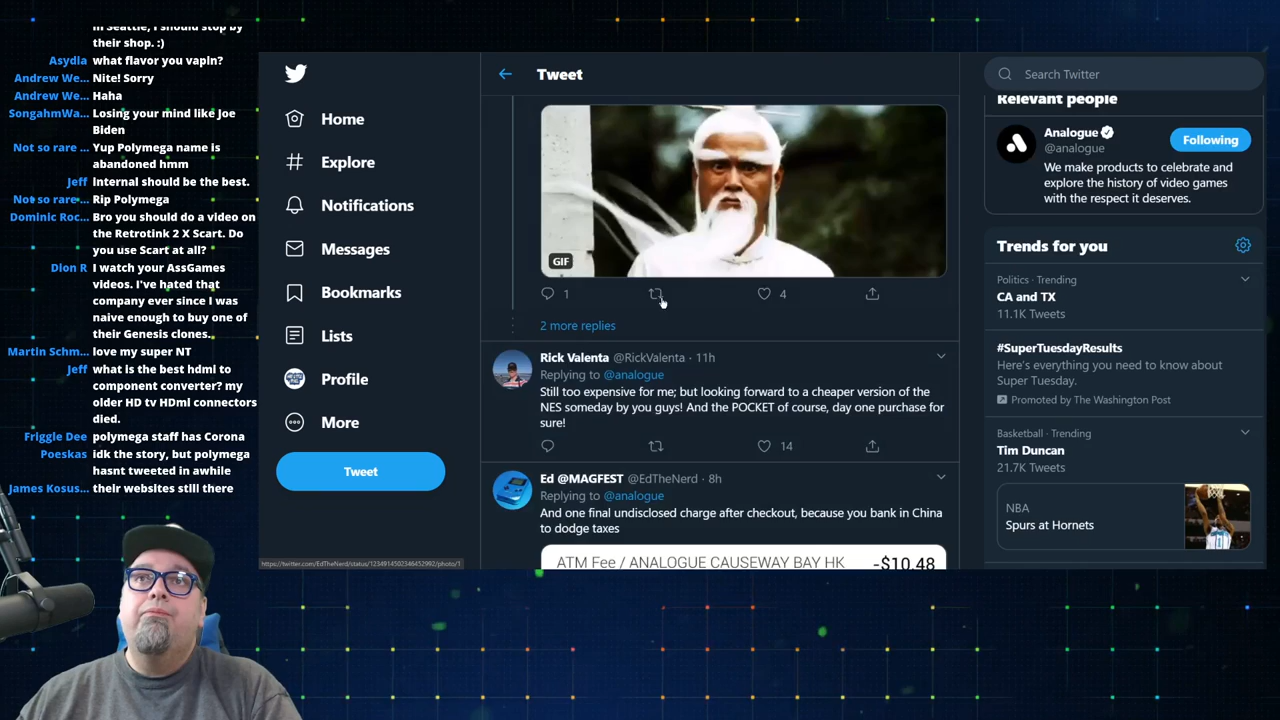 in Seattle, I should stop by
their shop. :)
Asydia what flavor you vapin?
Andrew We... Nite! Sorry
Andrew We... Haha
SongahmWa... Losing your mind like Joe
Biden
Not so rare ... Yup Polymega name is
abandoned hmm
Jeff Internal should be the best.
Not so rare ... Rip Polymega
Dominic Roc... Bro you should do a video on
the Retrotink 2 X Scart. Do
you use Scart at all?
Dion R I watch your AssGames
videos. I've hated that
company ever since I was
naive enough to buy one of
their Genesis clones.
Martin Schm... love my super NT
Jeff what is the best hdmi to
component converter? my
older HD tv HDmI connectors
died.
Friggle Dee polymega staff has Corona
Poeskas idk the story, but polymega
hasnt tweeted in awhile
James Kosus... their websites still there
Home
Explore
Notifications
Messages
Bookmarks
Lists
Profile
More
Tweet
https://twitter.com/EdTheNerd/status/1234914502346452992/photo/1
Tweet
GIF
1
4
2 more replies
Rick Valenta @RickValenta · 11h
Replying to @analogue
Still too expensive for me; but looking forward to a cheaper version of the
NES someday by you guys! And the POCKET of course, day one purchase for
sure!
14
Ed @MAGFEST @EdTheNerd · 8h
Replying to @analogue
And one final undisclosed charge after checkout, because you bank in China
to dodge taxes
ATM Fee / ANALOGUE CAUSEWAY BAY HK -$10.48
Search Twitter
Relevant people
Analogue
@analogue
Following
We make products to celebrate and
explore the history of video games
with the respect it deserves.
Trends for you
Politics · Trending
CA and TX
11.1K Tweets
#SuperTuesdayResults
Here's everything you need to know about
Super Tuesday.
Promoted by The Washington Post
Basketball · Trending
Tim Duncan
21.7K Tweets
NBA
Spurs at Hornets